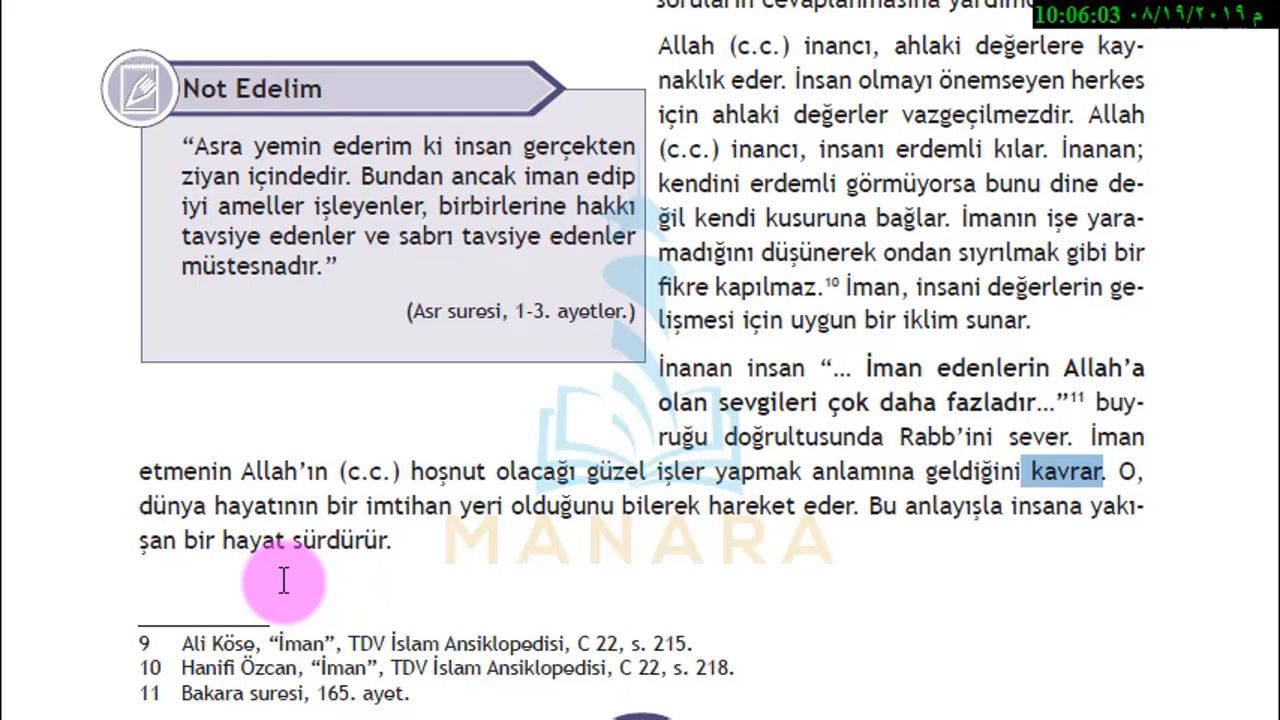 soruların cevaplanmasına yardımcı
10:06:03 م ٠٨/١٩/٢٠١٩
Not Edelim
“Asra yemin ederim ki insan gerçekten
ziyan içindedir. Bundan ancak iman edip
iyi ameller işleyenler, birbirlerine hakkı
tavsiye edenler ve sabrı tavsiye edenler
müstesnadır.”
(Asr suresi, 1-3. ayetler.)
Allah (c.c.) inancı, ahlaki değerlere kay-
naklık eder. İnsan olmayı önemseyen herkes
için ahlaki değerler vazgeçilmezdir. Allah
(c.c.) inancı, insanı erdemli kılar. İnanan;
kendini erdemli görmüyorsa bunu dine de-
ğil kendi kusuruna bağlar. İmanın işe yara-
madığını düşünerek ondan sıyrılmak gibi bir
fikre kapılmaz.¹⁰ İman, insani değerlerin ge-
lişmesi için uygun bir iklim sunar.
İnanan insan “… İman edenlerin Allah’a
olan sevgileri çok daha fazladır…”¹¹ buy-
ruğu doğrultusunda Rabb’ini sever. İman
etmenin Allah’ın (c.c.) hoşnut olacağı güzel işler yapmak anlamına geldiğini kavrar. O,
dünya hayatının bir imtihan yeri olduğunu bilerek hareket eder. Bu anlayışla insana yakı-
şan bir hayat sürdürür.
MANARA
9 Ali Köse, “İman”, TDV İslam Ansiklopedisi, C 22, s. 215.
10 Hanifi Özcan, “İman”, TDV İslam Ansiklopedisi, C 22, s. 218.
11 Bakara suresi, 165. ayet.